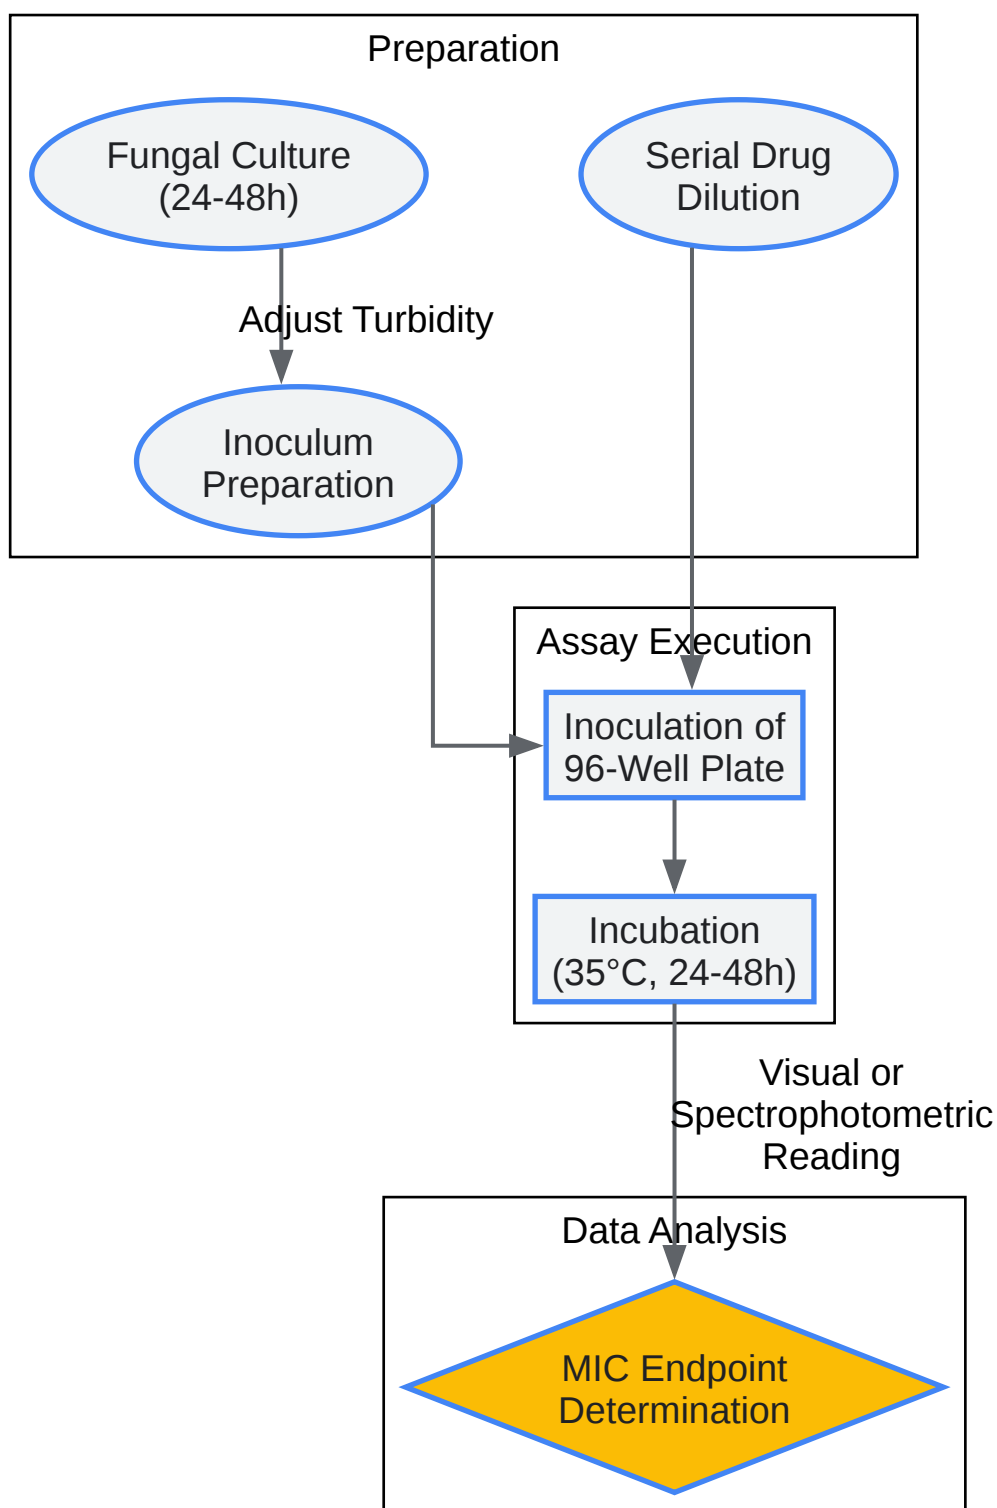 Preparation
Fungal Culture
(24-48h)
Serial Drug
Dilution
Adjust Turbidity
Inoculum
Preparation
Assay Execution
Inoculation of
96-Well Plate
Incubation
(35°C, 24-48h)
Visual or
Spectrophotometric
Reading
Data Analysis
MIC Endpoint
Determination